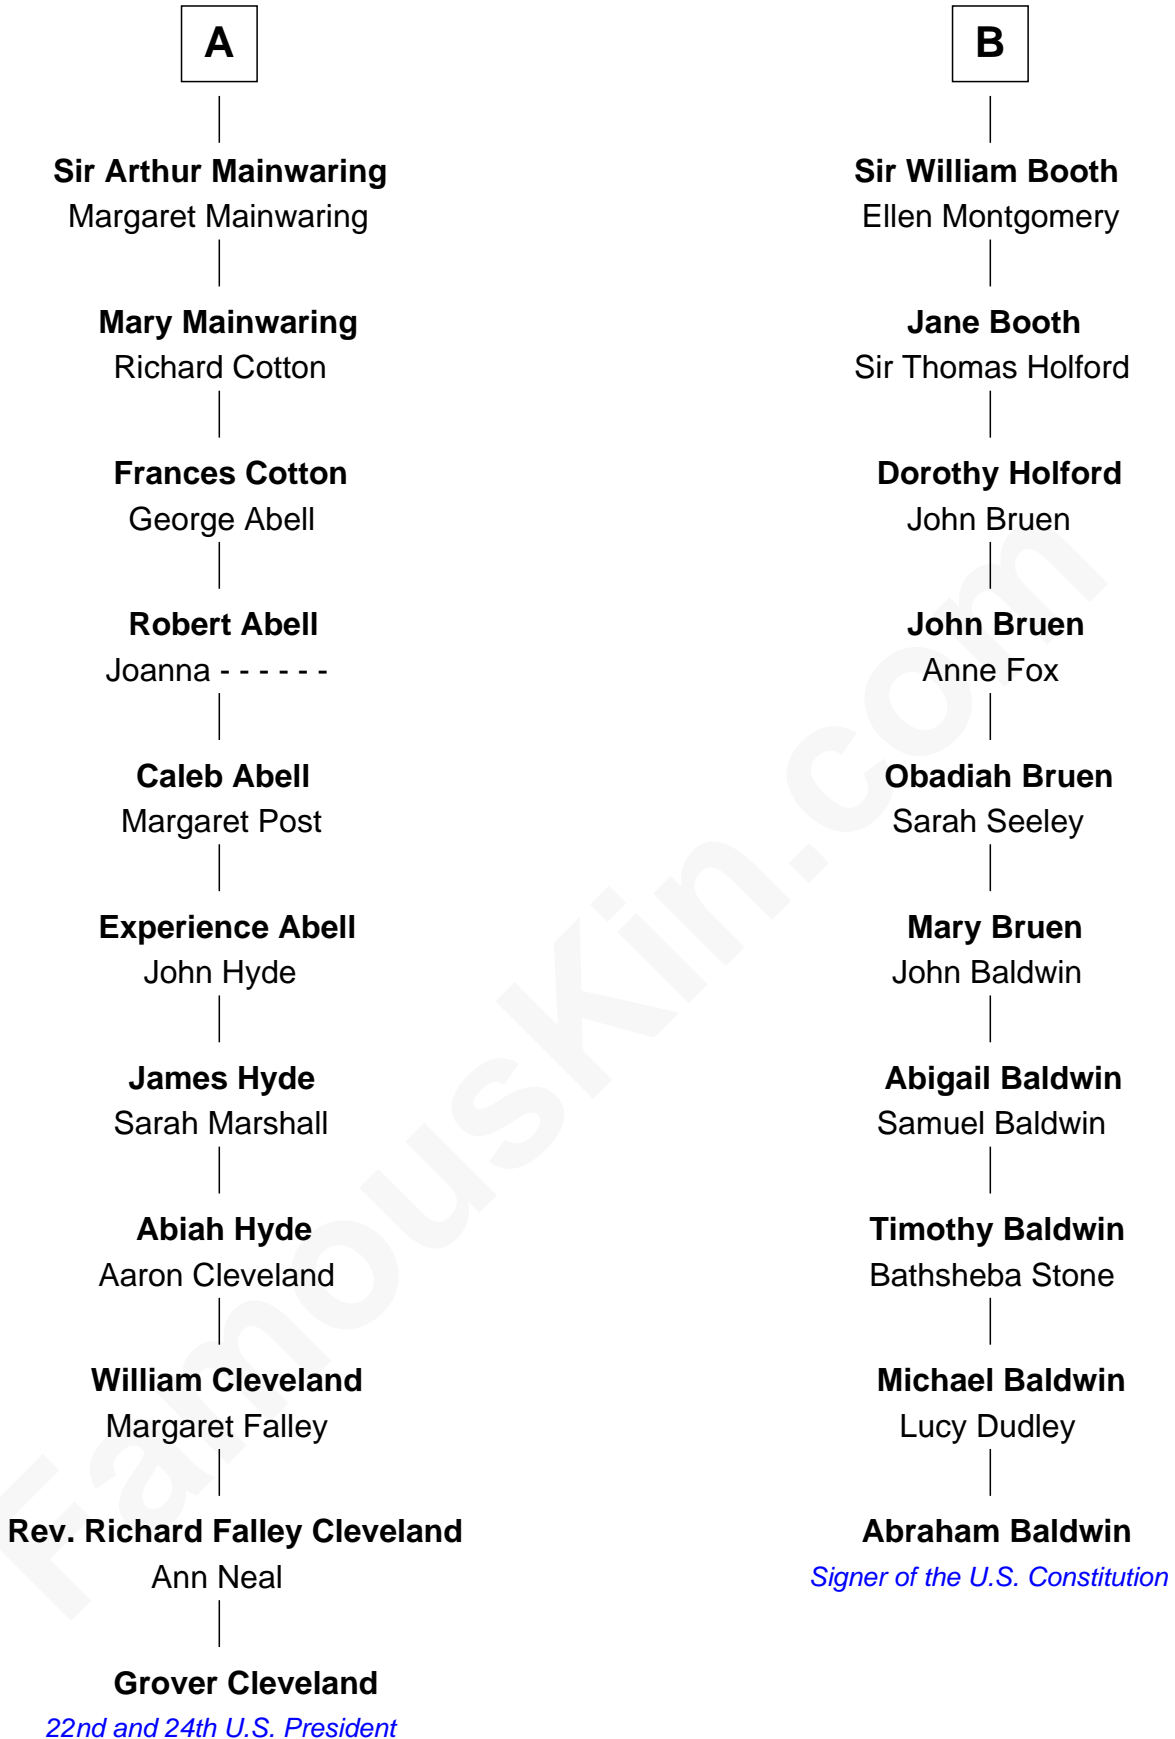 A
Sir Arthur Mainwaring
Margaret Mainwaring
Mary Mainwaring
Richard Cotton
Frances Cotton
George Abell
Robert Abell
Joanna - - - - - -
Caleb Abell
Margaret Post
Experience Abell
John Hyde
James Hyde
Sarah Marshall
Abiah Hyde
Aaron Cleveland
William Cleveland
Margaret Falley
Rev. Richard Falley Cleveland
Ann Neal
Grover Cleveland
22nd and 24th U.S. President
B
Sir William Booth
Ellen Montgomery
Jane Booth
Sir Thomas Holford
Dorothy Holford
John Bruen
John Bruen
Anne Fox
Obadiah Bruen
Sarah Seeley
Mary Bruen
John Baldwin
Abigail Baldwin
Samuel Baldwin
Timothy Baldwin
Bathsheba Stone
Michael Baldwin
Lucy Dudley
Abraham Baldwin
Signer of the U.S. Constitution
FamousKin.com